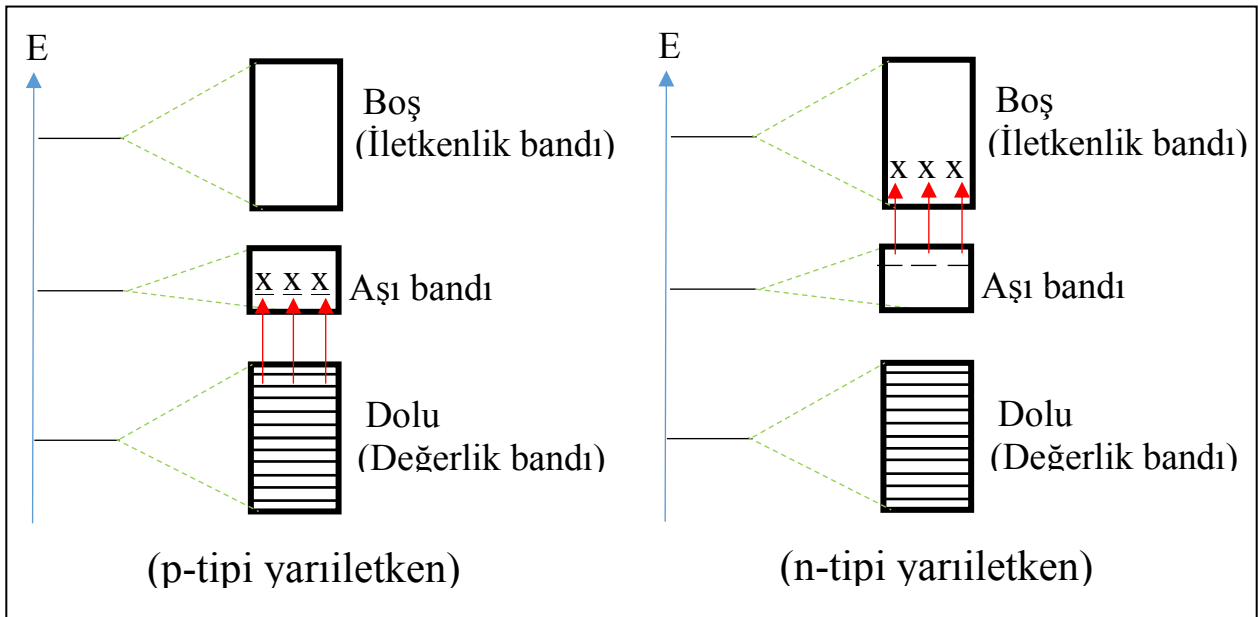 E
Boş
(İletkenlik bandı)
x x x
Aşı bandı
Dolu
(Değerlik bandı)
(p-tipi yarıiletken)
E
Boş
(İletkenlik bandı)
x x x
Aşı bandı
Dolu
(Değerlik bandı)
(n-tipi yarıiletken)